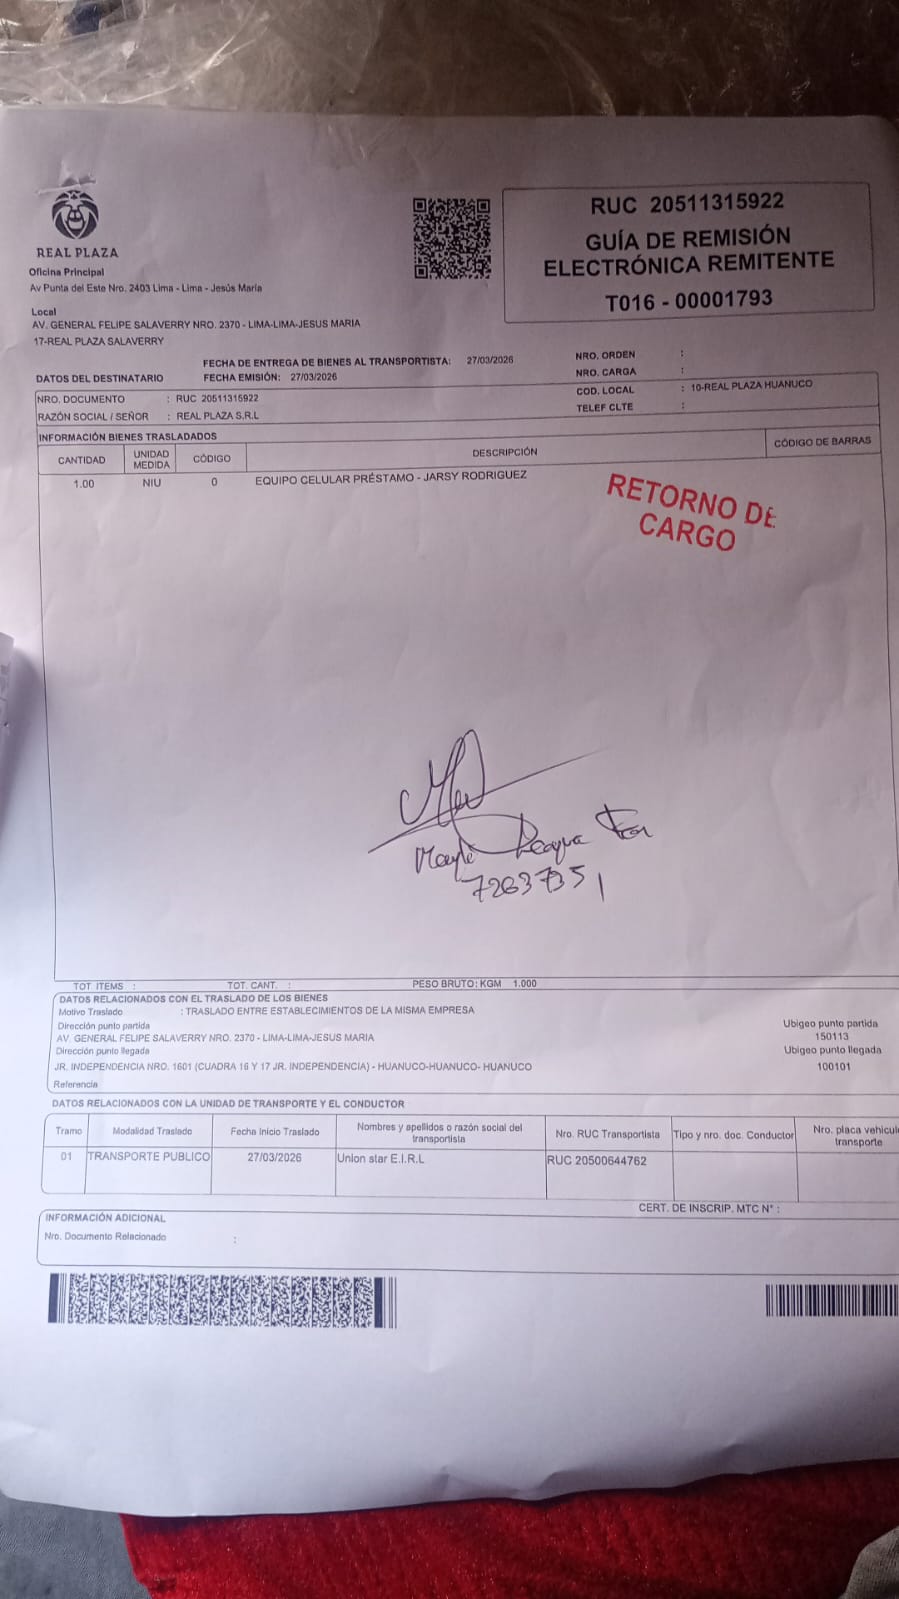 REAL PLAZA
Oficina Principal
Av Punta del Este Nro. 2403 Lima - Lima - Jesús Maria
Local
AV. GENERAL FELIPE SALAVERRY NRO. 2370 - LIMA-LIMA-JESUS MARIA
17-REAL PLAZA SALAVERRY
RUC 20511315922
GUÍA DE REMISIÓN
ELECTRÓNICA REMITENTE
T016 - 00001793
FECHA DE ENTREGA DE BIENES AL TRANSPORTISTA: 27/03/2026
NRO. ORDEN :
DATOS DEL DESTINATARIO FECHA EMISIÓN: 27/03/2026
NRO. CARGA :
NRO. DOCUMENTO : RUC 20511315922
COD. LOCAL : 10-REAL PLAZA HUANUCO
RAZÓN SOCIAL / SEÑOR : REAL PLAZA S.R.L
TELEF CLTE :
INFORMACIÓN BIENES TRASLADADOS
CANTIDAD UNIDAD MEDIDA CÓDIGO DESCRIPCIÓN CÓDIGO DE BARRAS
1.00 NIU 0 EQUIPO CELULAR PRÉSTAMO - JARSY RODRIGUEZ
RETORNO DE
CARGO
7263735 |
TOT. ITEMS : TOT. CANT. : PESO BRUTO: KGM 1.000
DATOS RELACIONADOS CON EL TRASLADO DE LOS BIENES
Motivo Traslado : TRASLADO ENTRE ESTABLECIMIENTOS DE LA MISMA EMPRESA
Dirección punto partida Ubigeo punto partida
AV. GENERAL FELIPE SALAVERRY NRO. 2370 - LIMA-LIMA-JESUS MARIA 150113
Dirección punto llegada Ubigeo punto llegada
JR. INDEPENDENCIA NRO. 1601 (CUADRA 16 Y 17 JR. INDEPENDENCIA) - HUANUCO-HUANUCO- HUANUCO 100101
Referencia
DATOS RELACIONADOS CON LA UNIDAD DE TRANSPORTE Y EL CONDUCTOR
Tramo Modalidad Traslado Fecha Inicio Traslado Nombres y apellidos o razón social del transportista Nro. RUC Transportista Tipo y nro. doc. Conductor Nro. placa vehicul transporte
01 TRANSPORTE PUBLICO 27/03/2026 Union star E.I.R.L RUC 20500644762
CERT. DE INSCRIP. MTC N° :
INFORMACIÓN ADICIONAL
Nro. Documento Relacionado :